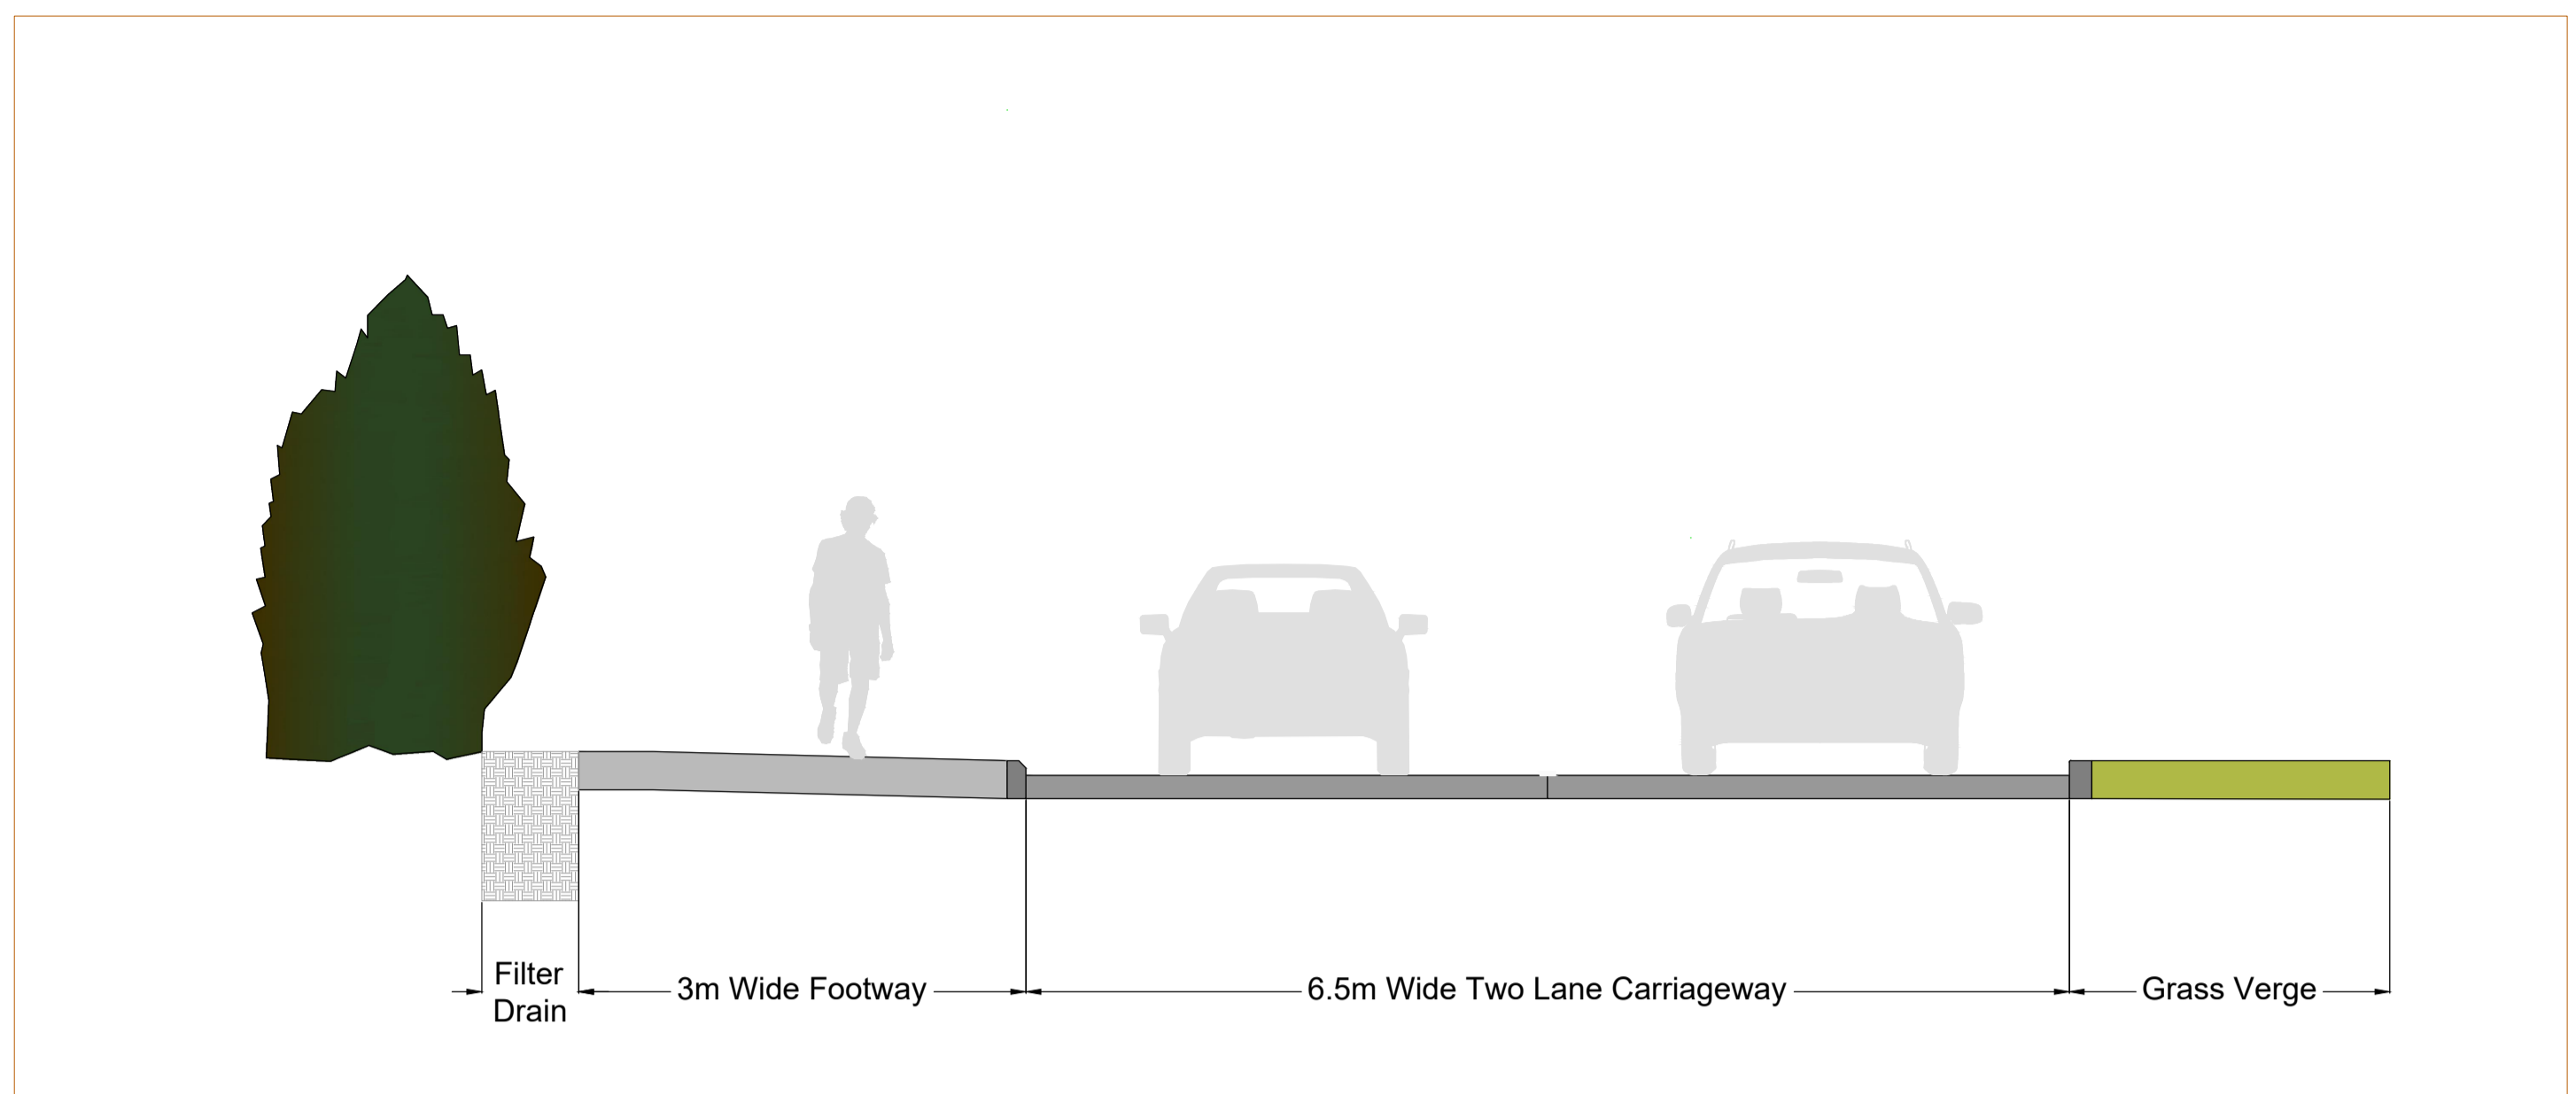 Filter
Drain
3m Wide Footway
6.5m Wide Two Lane Carriageway
Grass Verge